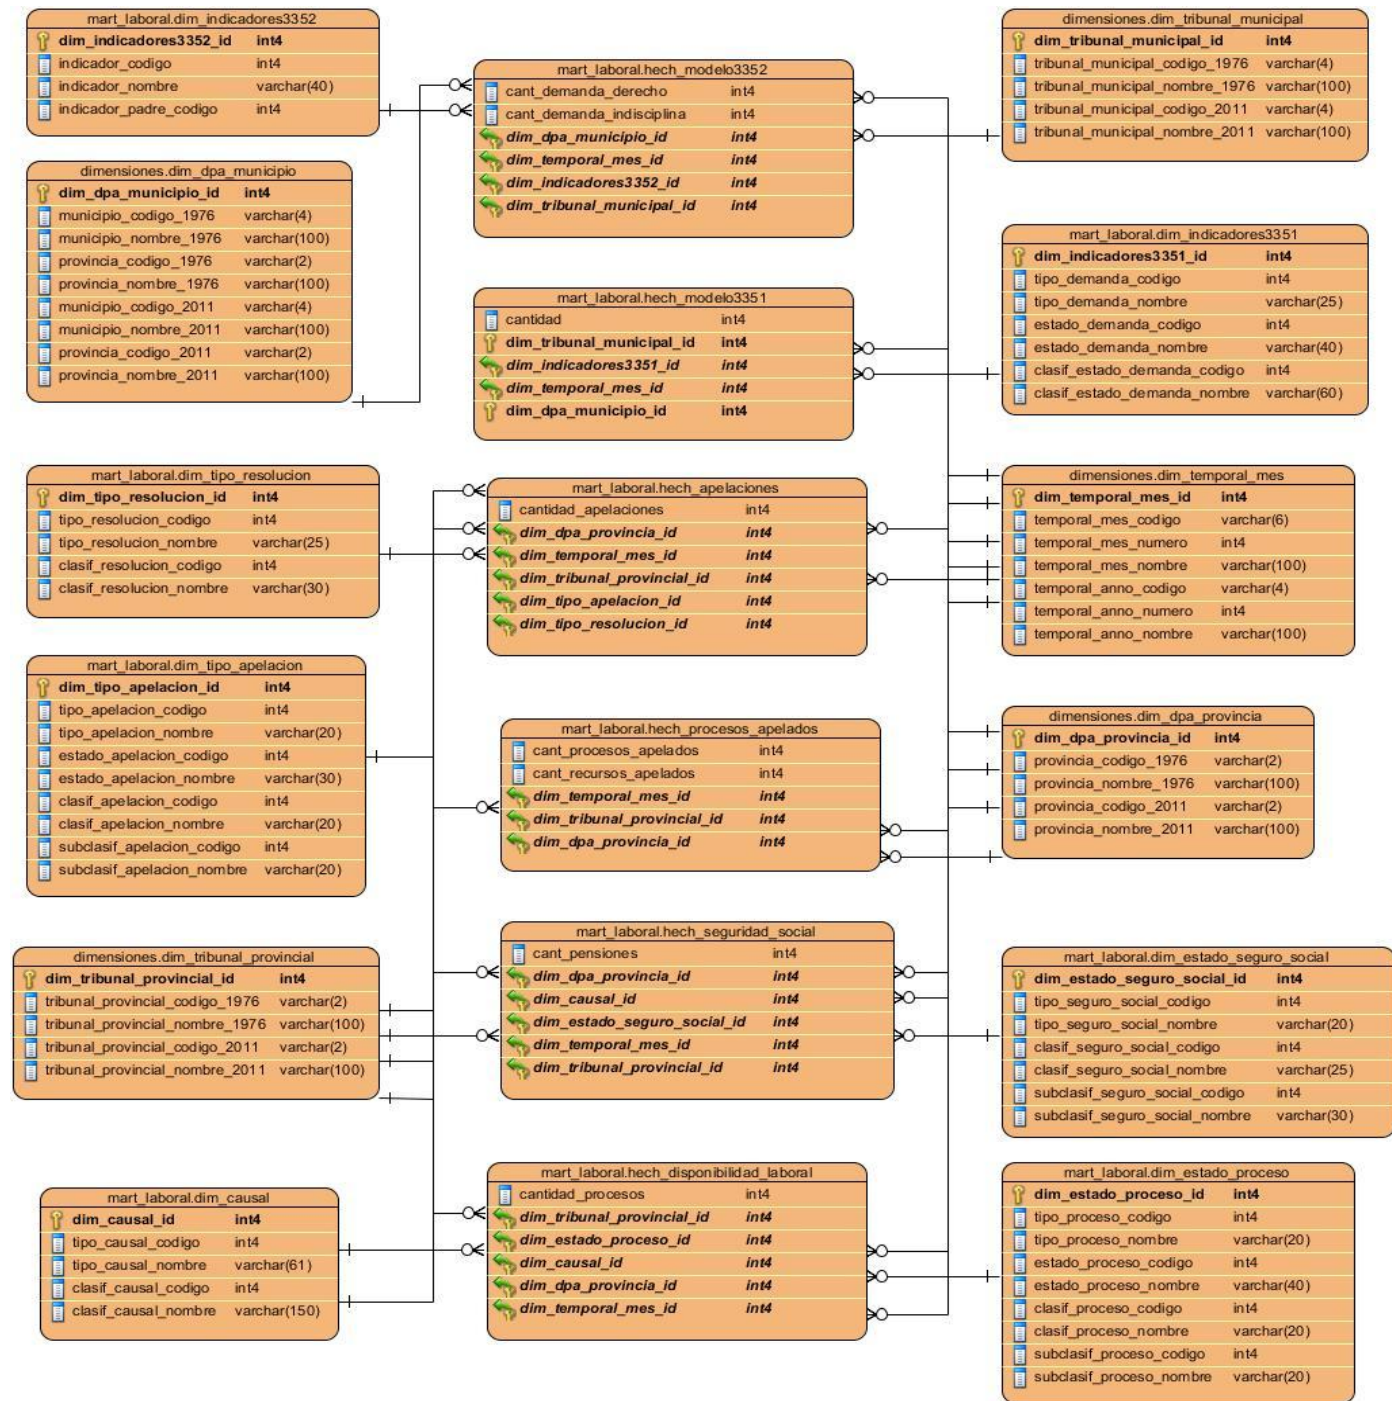 mart_laboral.dim_indicadores3352
dim_indicadores3352_id int4
indicador_codigo int4
indicador_nombre varchar(40)
indicador_padre_codigo int4
dimensiones.dim_dpa_municipio
dim_dpa_municipio_id int4
municipio_codigo_1976 varchar(4)
municipio_nombre_1976 varchar(100)
provincia_codigo_1976 varchar(2)
provincia_nombre_1976 varchar(100)
municipio_codigo_2011 varchar(4)
municipio_nombre_2011 varchar(100)
provincia_codigo_2011 varchar(2)
provincia_nombre_2011 varchar(100)
mart_laboral.dim_tipo_resolucion
dim_tipo_resolucion_id int4
tipo_resolucion_codigo int4
tipo_resolucion_nombre varchar(25)
clasif_resolucion_codigo int4
clasif_resolucion_nombre varchar(30)
mart_laboral.dim_tipo_apelacion
dim_tipo_apelacion_id int4
tipo_apelacion_codigo int4
tipo_apelacion_nombre varchar(20)
estado_apelacion_codigo int4
estado_apelacion_nombre varchar(30)
clasif_apelacion_codigo int4
clasif_apelacion_nombre varchar(20)
subclasif_apelacion_codigo int4
subclasif_apelacion_nombre varchar(20)
dimensiones.dim_tribunal_provincial
dim_tribunal_provincial_id int4
tribunal_provincial_codigo_1976 varchar(2)
tribunal_provincial_nombre_1976 varchar(100)
tribunal_provincial_codigo_2011 varchar(2)
tribunal_provincial_nombre_2011 varchar(100)
mart_laboral.dim_causal
dim_causal_id int4
tipo_causal_codigo int4
tipo_causal_nombre varchar(61)
clasif_causal_codigo int4
clasif_causal_nombre varchar(150)
mart_laboral.hech_modelo3352
cant_demanda_derecho int4
cant_demanda_indisciplina int4
dim_dpa_municipio_id int4
dim_temporal_mes_id int4
dim_indicadores3352_id int4
dim_tribunal_municipal_id int4
mart_laboral.hech_modelo3351
cantidad int4
dim_tribunal_municipal_id int4
dim_indicadores3351_id int4
dim_temporal_mes_id int4
dim_dpa_municipio_id int4
mart_laboral.hech_apelaciones
cantidad_apelaciones int4
dim_dpa_provincia_id int4
dim_temporal_mes_id int4
dim_tribunal_provincial_id int4
dim_tipo_apelacion_id int4
dim_tipo_resolucion_id int4
mart_laboral.hech_procesos_apelados
cant_procesos_apelados int4
cant_recursos_apelados int4
dim_temporal_mes_id int4
dim_tribunal_provincial_id int4
dim_dpa_provincia_id int4
mart_laboral.hech_seguridad_social
cant_pensiones int4
dim_dpa_provincia_id int4
dim_causal_id int4
dim_estado_seguro_social_id int4
dim_temporal_mes_id int4
dim_tribunal_provincial_id int4
mart_laboral.hech_disponibilidad_laboral
cantidad_procesos int4
dim_tribunal_provincial_id int4
dim_estado_proceso_id int4
dim_causal_id int4
dim_dpa_provincia_id int4
dim_temporal_mes_id int4
dimensiones.dim_tribunal_municipal
dim_tribunal_municipal_id int4
tribunal_municipal_codigo_1976 varchar(4)
tribunal_municipal_nombre_1976 varchar(100)
tribunal_municipal_codigo_2011 varchar(4)
tribunal_municipal_nombre_2011 varchar(100)
mart_laboral.dim_indicadores3351
dim_indicadores3351_id int4
tipo_demanda_codigo int4
tipo_demanda_nombre varchar(25)
estado_demanda_codigo int4
estado_demanda_nombre varchar(40)
clasif_estado_demanda_codigo int4
clasif_estado_demanda_nombre varchar(60)
dimensiones.dim_temporal_mes
dim_temporal_mes_id int4
temporal_mes_codigo varchar(6)
temporal_mes_numero int4
temporal_mes_nombre varchar(100)
temporal_anno_codigo varchar(4)
temporal_anno_numero int4
temporal_anno_nombre varchar(100)
dimensiones.dim_dpa_provincia
dim_dpa_provincia_id int4
provincia_codigo_1976 varchar(2)
provincia_nombre_1976 varchar(100)
provincia_codigo_2011 varchar(2)
provincia_nombre_2011 varchar(100)
mart_laboral.dim_estado_seguro_social
dim_estado_seguro_social_id int4
tipo_seguro_social_codigo int4
tipo_seguro_social_nombre varchar(20)
clasif_seguro_social_codigo int4
clasif_seguro_social_nombre varchar(25)
subclasif_seguro_social_codigo int4
subclasif_seguro_social_nombre varchar(30)
mart_laboral.dim_estado_proceso
dim_estado_proceso_id int4
tipo_proceso_codigo int4
tipo_proceso_nombre varchar(20)
estado_proceso_codigo int4
estado_proceso_nombre varchar(40)
clasif_proceso_codigo int4
clasif_proceso_nombre varchar(20)
subclasif_proceso_codigo int4
subclasif_proceso_nombre varchar(20)